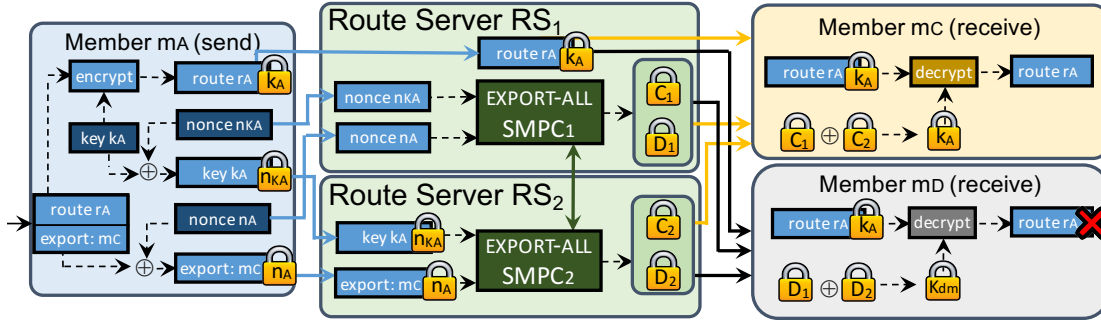 Member mA (send)
encrypt
route rA
kA
key kA
nonce nKA
⊕
key kA
nKA
route rA
export: mC
nonce nA
⊕
export: mC
nA
Route Server RS1
route rA
kA
nonce nKA
nonce nA
EXPORT-ALL
SMPC1
C1
D1
Route Server RS2
key kA
nKA
export: mC
nA
EXPORT-ALL
SMPC2
C2
D2
Member mC (receive)
route rA
kA
decrypt
route rA
C1 ⊕ C2
kA
Member mD (receive)
route rA
kA
decrypt
route rA
D1 ⊕ D2
Kdm